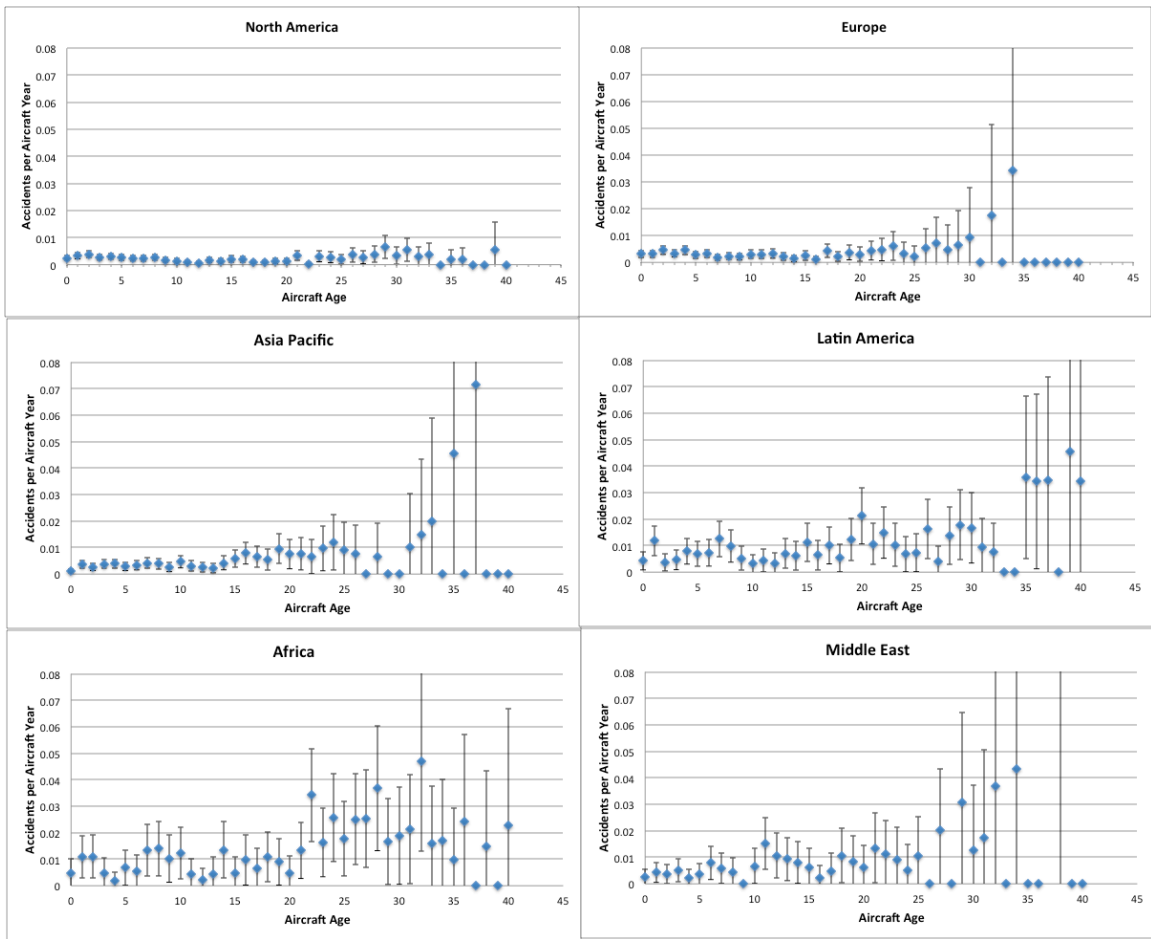 North America
Accidents per Aircraft Year
0.08
0.07
0.06
0.05
0.04
0.03
0.02
0.01
0
0 5 10 15 20 25 30 35 40 45
Aircraft Age
Europe
Accidents per Aircraft Year
0.08
0.07
0.06
0.05
0.04
0.03
0.02
0.01
0
0 5 10 15 20 25 30 35 40 45
Aircraft Age
Asia Pacific
Accidents per Aircraft Year
0.08
0.07
0.06
0.05
0.04
0.03
0.02
0.01
0
0 5 10 15 20 25 30 35 40 45
Aircraft Age
Latin America
Accidents per Aircraft Year
0.08
0.07
0.06
0.05
0.04
0.03
0.02
0.01
0
0 5 10 15 20 25 30 35 40 45
Aircraft Age
Africa
Accidents per Aircraft Year
0.08
0.07
0.06
0.05
0.04
0.03
0.02
0.01
0
0 5 10 15 20 25 30 35 40 45
Aircraft Age
Middle East
Accidents per Aircraft Year
0.08
0.07
0.06
0.05
0.04
0.03
0.02
0.01
0
0 5 10 15 20 25 30 35 40 45
Aircraft Age